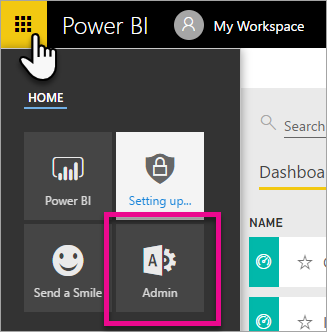 Power BI
My Workspace
HOME
Search
Power BI
Setting up...
Dashboa
Send a Smile
Admin
NAME